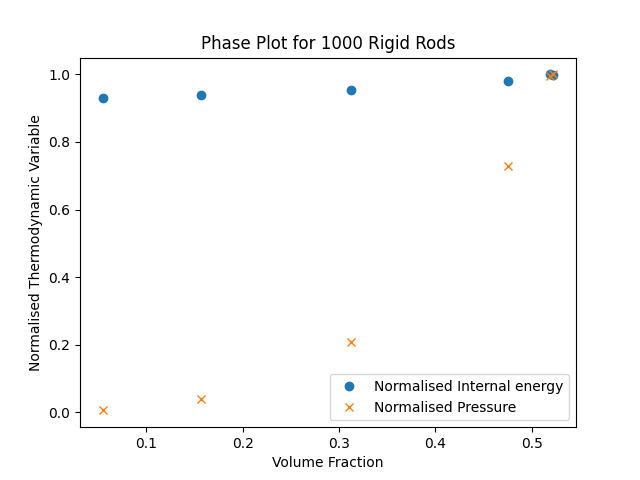 Phase Plot for 1000 Rigid Rods
Normalised Thermodynamic Variable
1.0
0.8
0.6
0.4
0.2
0.0
Normalised Internal energy
Normalised Pressure
0.1 0.2 0.3 0.4 0.5
Volume Fraction